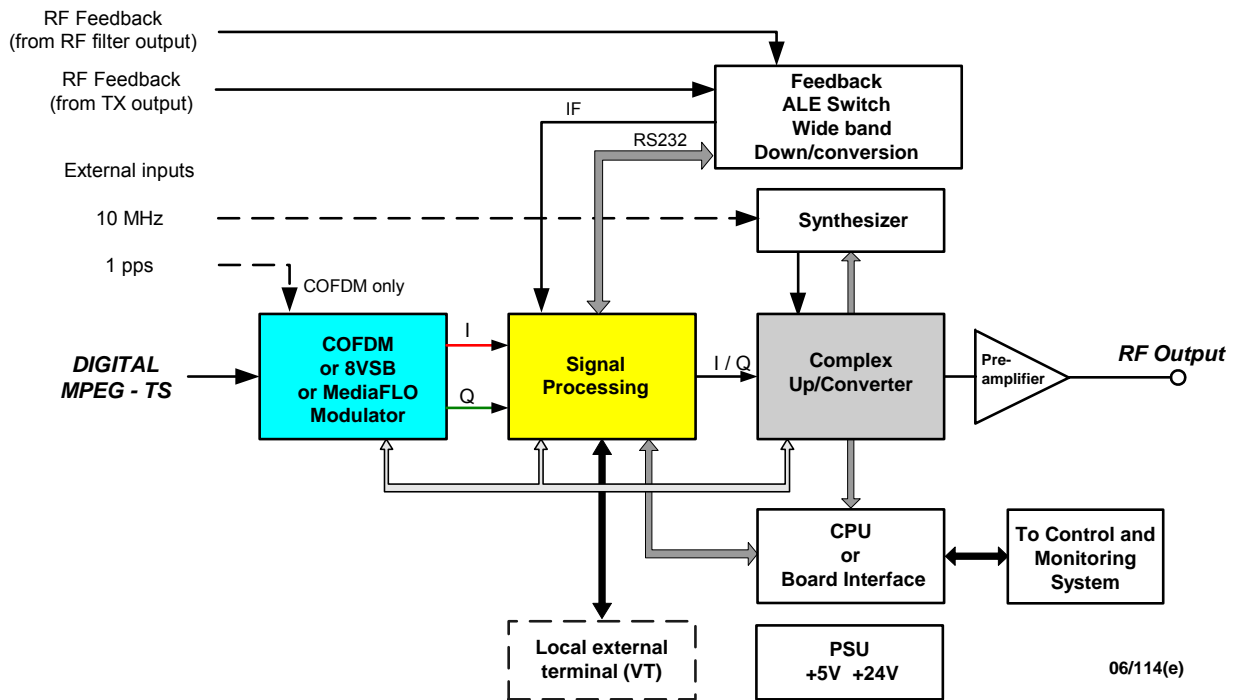 RF Feedback
(from RF filter output)
RF Feedback
(from TX output)
Feedback
ALE Switch
Wide band
Down/conversion
IF
RS232
External inputs
10 MHz
Synthesizer
1 pps
COFDM only
DIGITAL
MPEG - TS
COFDM
or 8VSB
or MediaFLO
Modulator
I
Q
Signal
Processing
I / Q
Complex
Up/Converter
Pre-
amplifier
RF Output
CPU
or
Board Interface
To Control and
Monitoring
System
Local external
terminal (VT)
PSU
+5V +24V
06/114(e)